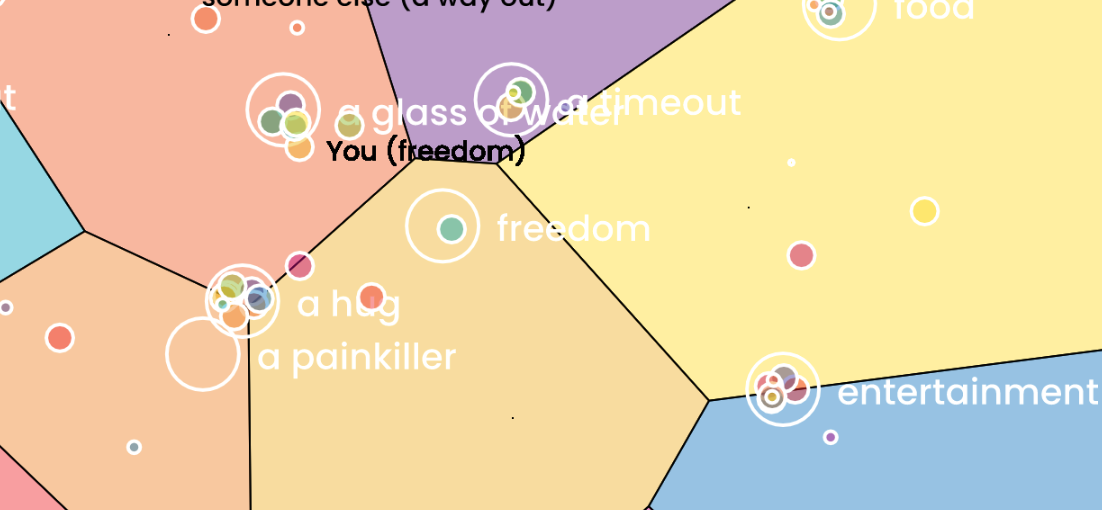 someone else (a way out)
food
t
a glass of water
a timeout
You (freedom)
freedom
a hug
a painkiller
entertainment